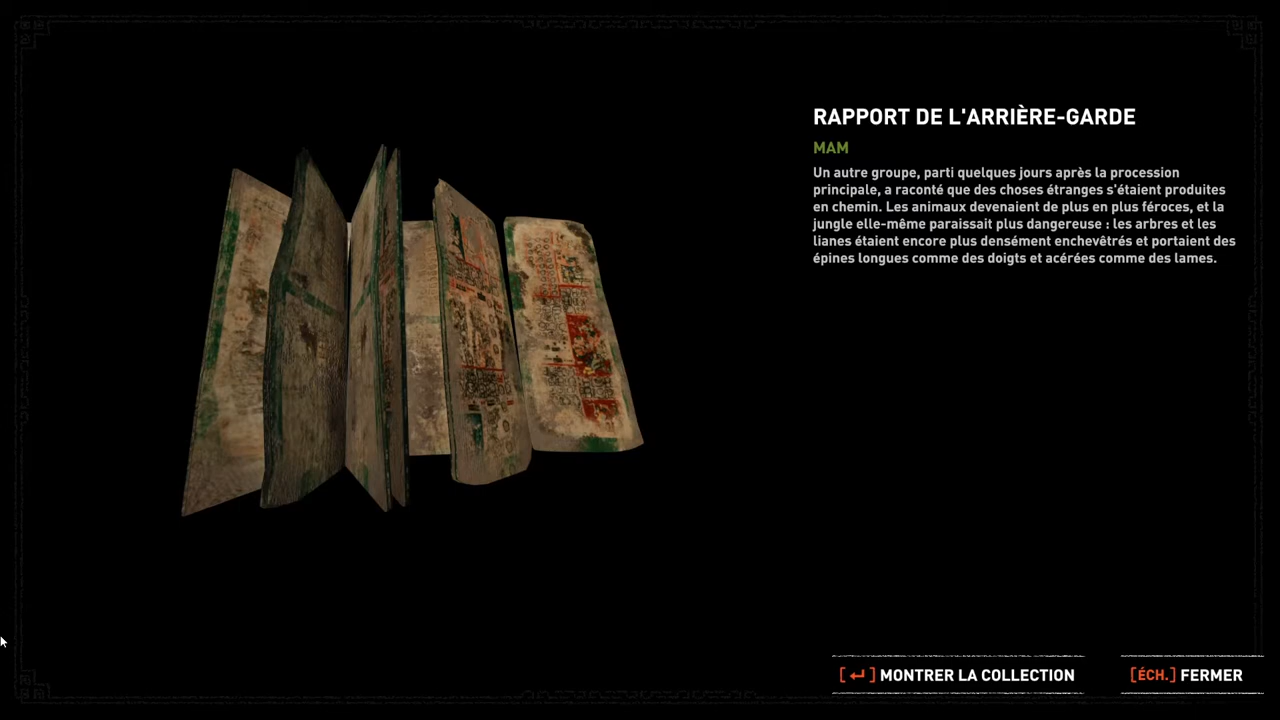 RAPPORT DE L'ARRIÈRE-GARDE
MAM
Un autre groupe, parti quelques jours après la procession
principale, a raconté que des choses étranges s'étaient produites
en chemin. Les animaux devenaient de plus en plus féroces, et la
jungle elle-même paraissait plus dangereuse : les arbres et les
lianes étaient encore plus densément enchevêtrés et portaient des
épines longues comme des doigts et acérées comme des lames.
[↵] MONTRER LA COLLECTION
[ÉCH.] FERMER